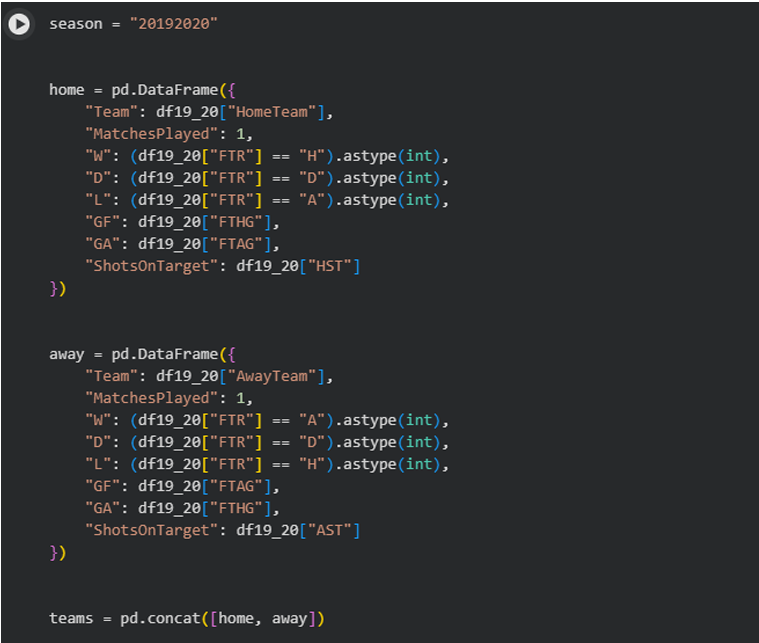 season = "20192020"
home = pd.DataFrame({
    "Team": df19_20["HomeTeam"],
    "MatchesPlayed": 1,
    "W": (df19_20["FTR"] == "H").astype(int),
    "D": (df19_20["FTR"] == "D").astype(int),
    "L": (df19_20["FTR"] == "A").astype(int),
    "GF": df19_20["FTHG"],
    "GA": df19_20["FTAG"],
    "ShotsOnTarget": df19_20["HST"]
})
away = pd.DataFrame({
    "Team": df19_20["AwayTeam"],
    "MatchesPlayed": 1,
    "W": (df19_20["FTR"] == "A").astype(int),
    "D": (df19_20["FTR"] == "D").astype(int),
    "L": (df19_20["FTR"] == "H").astype(int),
    "GF": df19_20["FTAG"],
    "GA": df19_20["FTHG"],
    "ShotsOnTarget": df19_20["AST"]
})
teams = pd.concat([home, away])